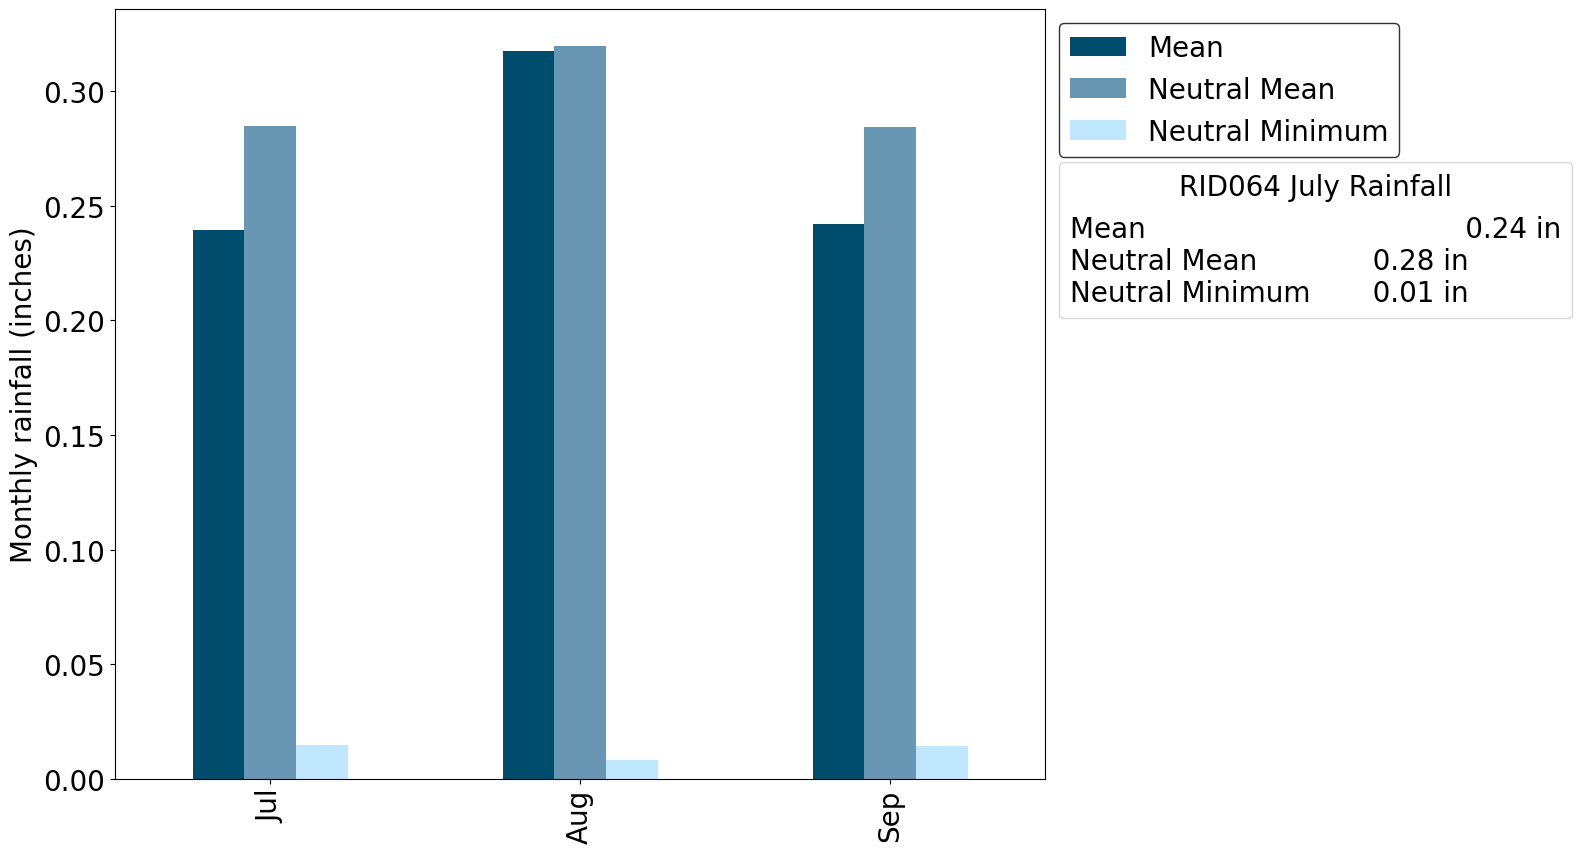 Monthly rainfall (inches)
0.30
0.25
0.20
0.15
0.10
0.05
0.00
Jul
Aug
Sep
Mean
Neutral Mean
Neutral Minimum
RID064 July Rainfall
Mean 0.24 in
Neutral Mean 0.28 in
Neutral Minimum 0.01 in